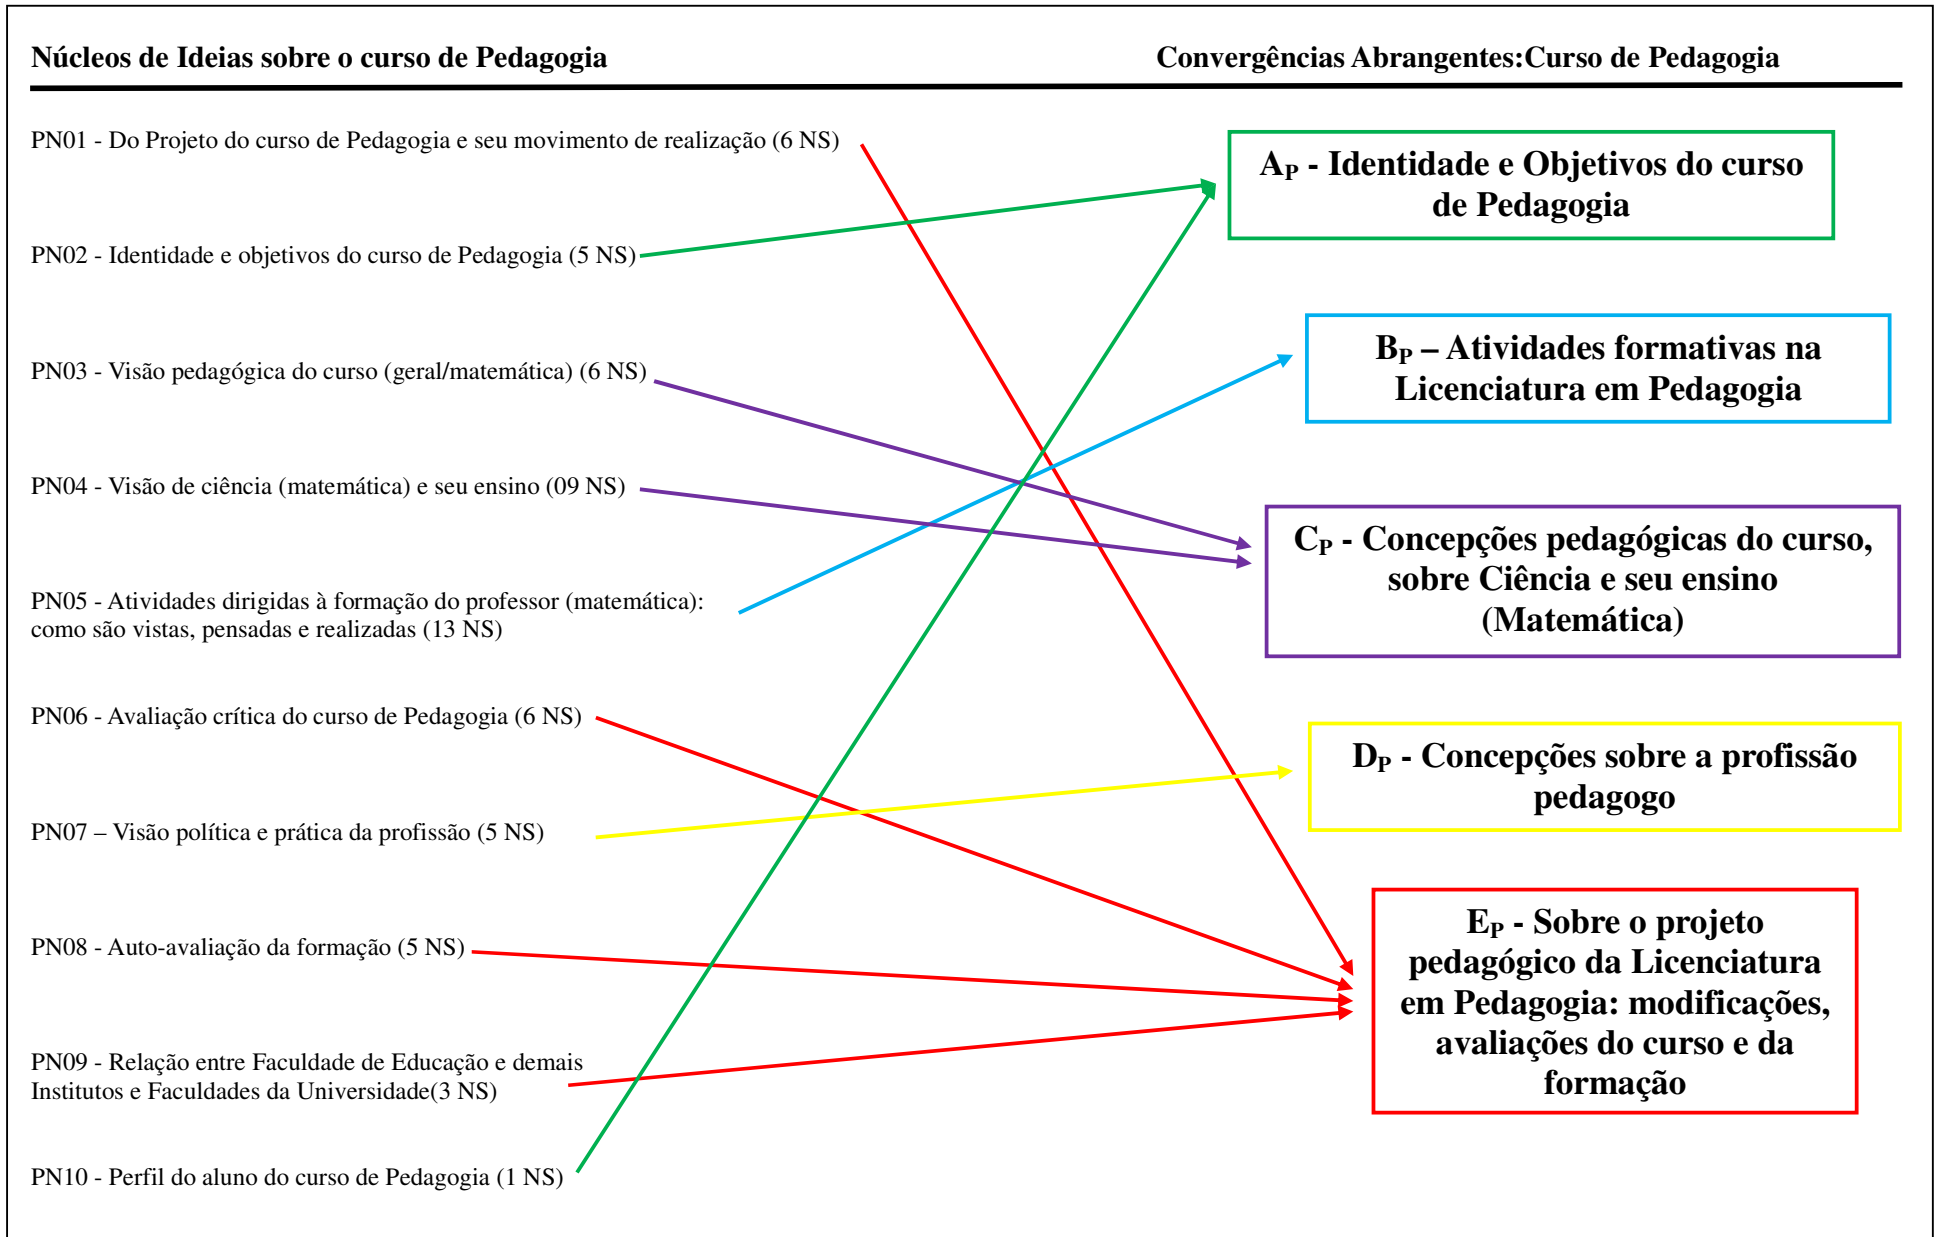 Núcleos de Ideias sobre o curso de Pedagogia
Convergências Abrangentes:Curso de Pedagogia
PN01 - Do Projeto do curso de Pedagogia e seu movimento de realização (6 NS)
PN02 - Identidade e objetivos do curso de Pedagogia (5 NS)
PN03 - Visão pedagógica do curso (geral/matemática) (6 NS)
PN04 - Visão de ciência (matemática) e seu ensino (09 NS)
PN05 - Atividades dirigidas à formação do professor (matemática):
como são vistas, pensadas e realizadas (13 NS)
PN06 - Avaliação crítica do curso de Pedagogia (6 NS)
PN07 – Visão política e prática da profissão (5 NS)
PN08 - Auto-avaliação da formação (5 NS)
PN09 - Relação entre Faculdade de Educação e demais
Institutos e Faculdades da Universidade(3 NS)
PN10 - Perfil do aluno do curso de Pedagogia (1 NS)
AP - Identidade e Objetivos do curso
de Pedagogia
BP – Atividades formativas na
Licenciatura em Pedagogia
CP - Concepções pedagógicas do curso,
sobre Ciência e seu ensino
(Matemática)
DP - Concepções sobre a profissão
pedagogo
EP - Sobre o projeto
pedagógico da Licenciatura
em Pedagogia: modificações,
avaliações do curso e da
formação